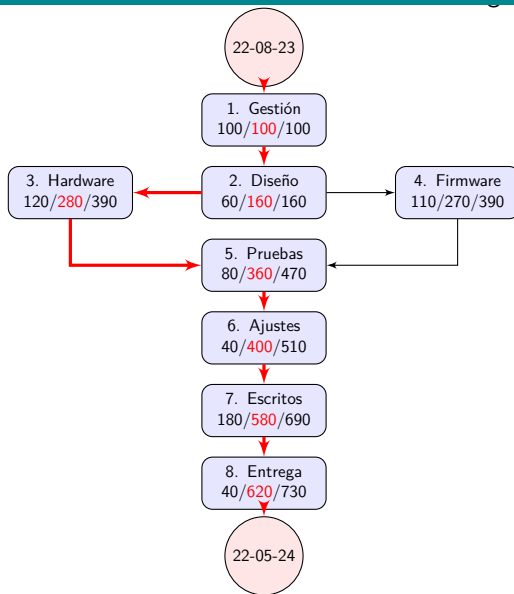 22-08-23
1. Gestión
100/100/100
3. Hardware
120/280/390
2. Diseño
60/160/160
4. Firmware
110/270/390
5. Pruebas
80/360/470
6. Ajustes
40/400/510
7. Escritos
180/580/690
8. Entrega
40/620/730
22-05-24